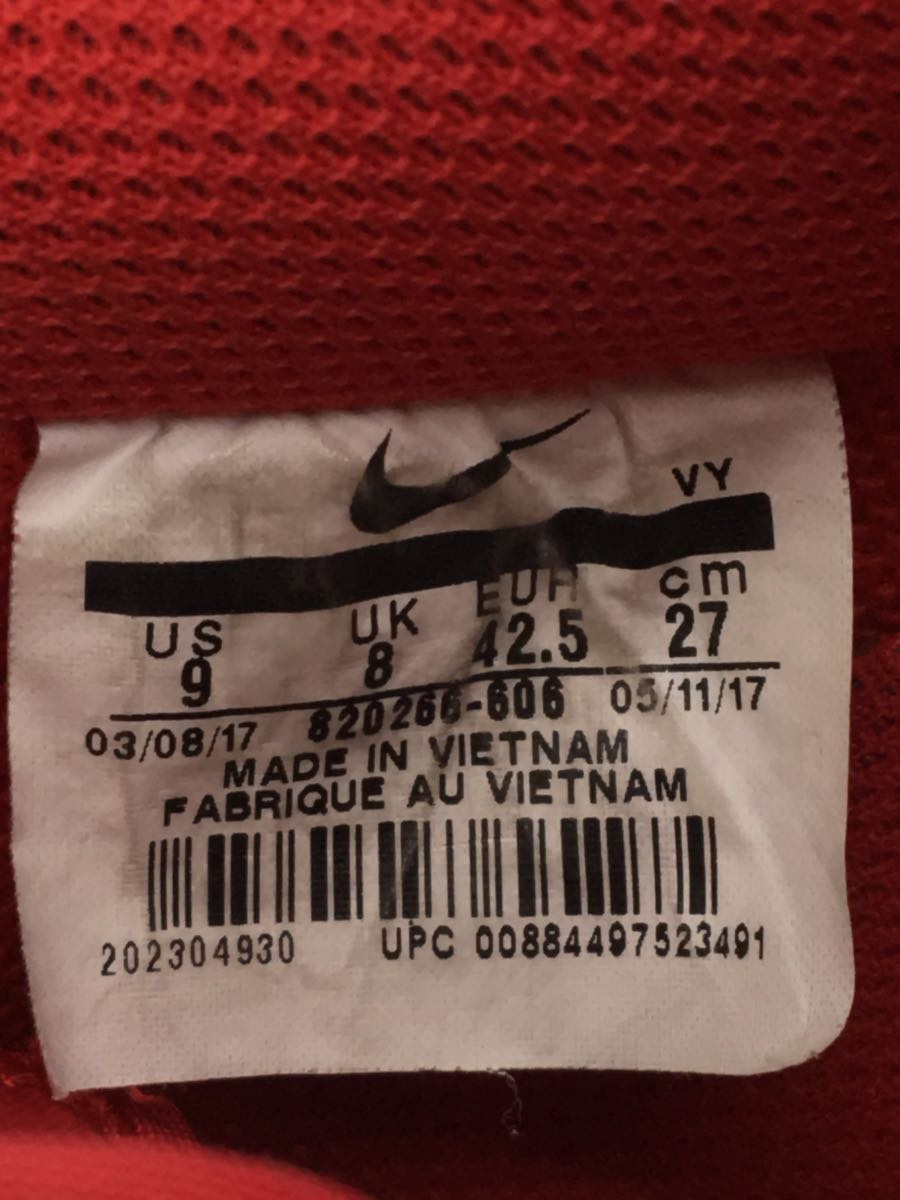 VY
US UK EUR cm
9 8 42.5 27
03/08/17 820266-606 05/11/17
MADE IN VIETNAM
FABRIQUE AU VIETNAM
202304930 UPC 00884497523491